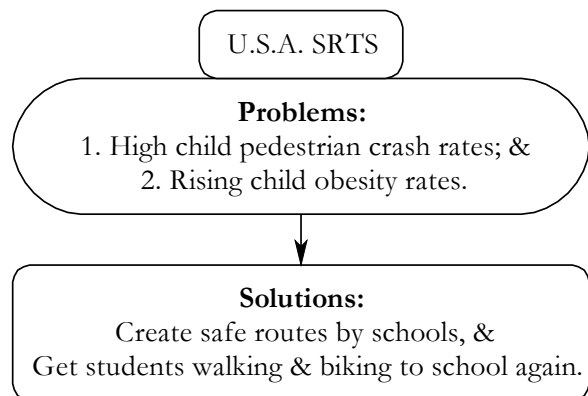 U.S.A. SRTS
Problems:
1. High child pedestrian crash rates; &
2. Rising child obesity rates.
Solutions:
Create safe routes by schools, &
Get students walking & biking to school again.